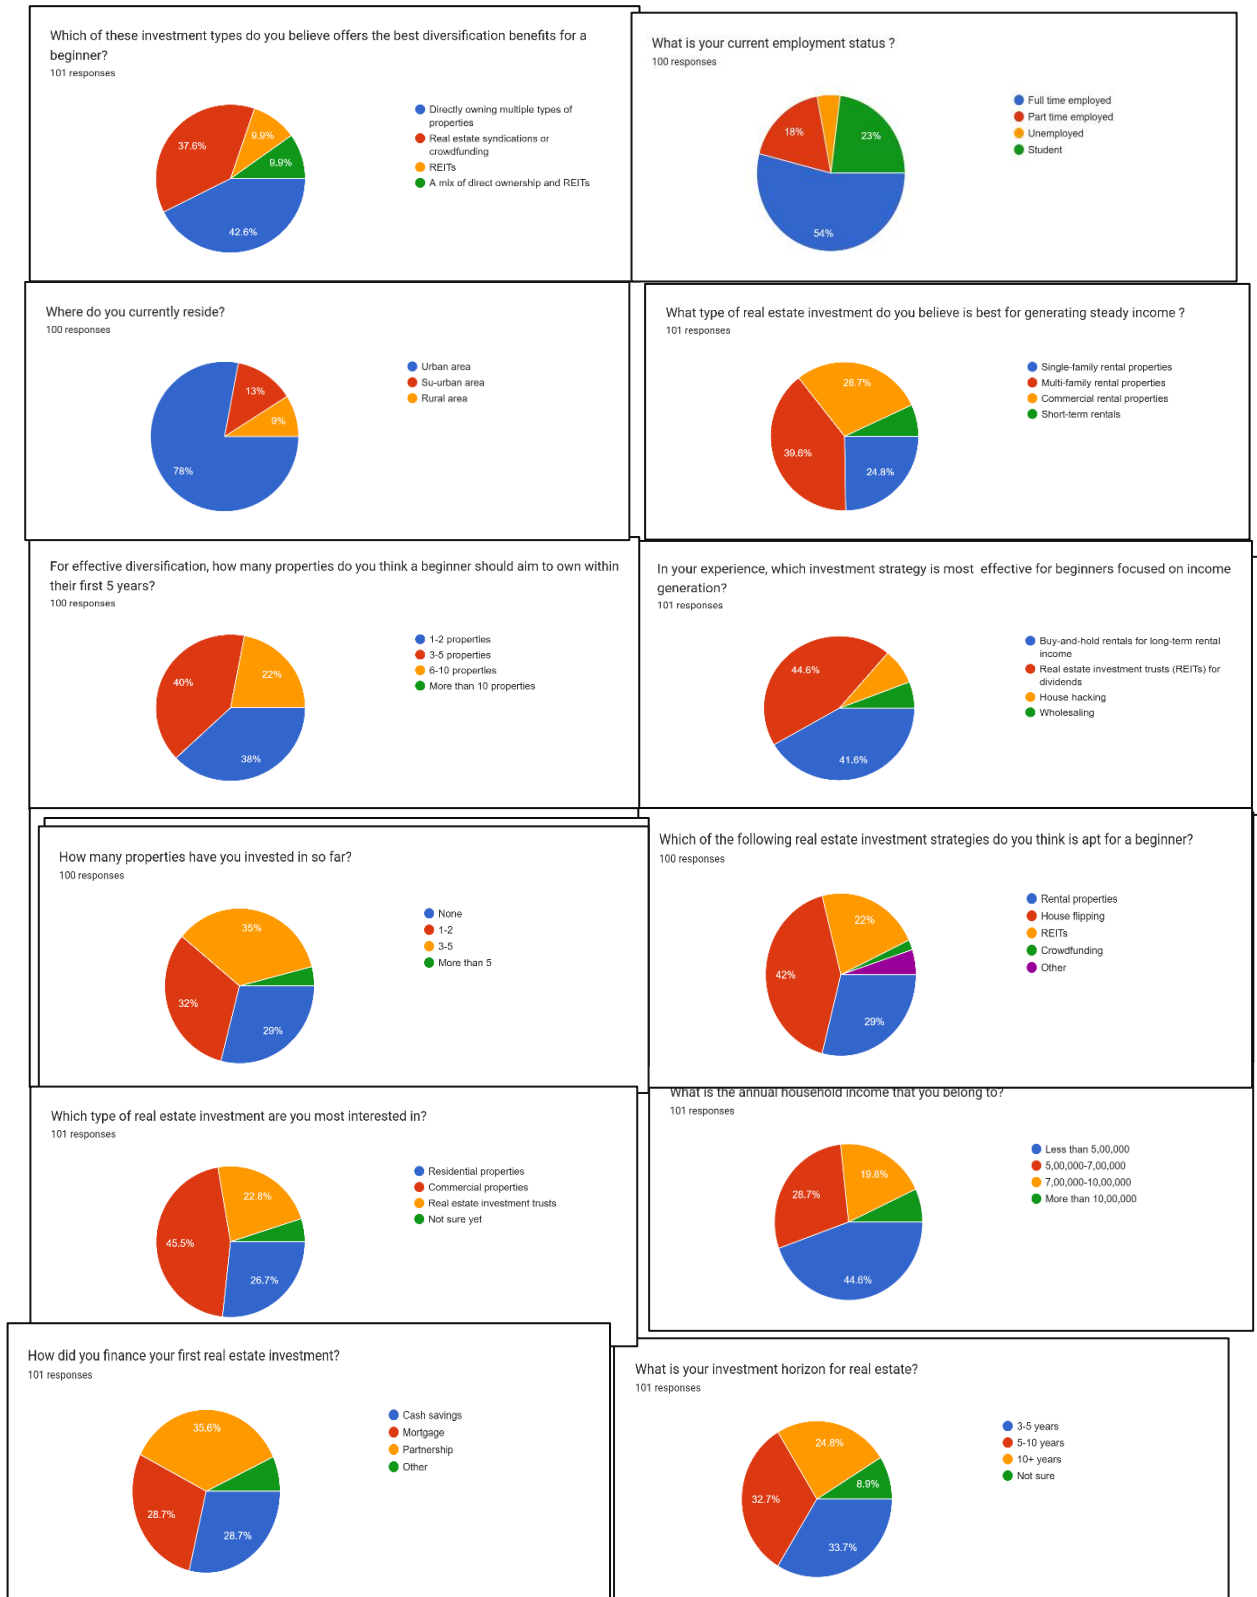 Which of these investment types do you believe offers the best diversification benefits for a
beginner?
101 responses
37.6%
9.9%
9.9%
42.6%
Directly owning multiple types of
properties
Real estate syndications or
crowdfunding
REITs
A mix of direct ownership and REITs
What is your current employment status ?
100 responses
18%
23%
54%
Full time employed
Part time employed
Unemployed
Student
Where do you currently reside?
100 responses
13%
9%
78%
Urban area
Su-urban area
Rural area
What type of real estate investment do you believe is best for generating steady income ?
101 responses
28.7%
39.6%
24.8%
Single-family rental properties
Multi-family rental properties
Commercial rental properties
Short-term rentals
For effective diversification, how many properties do you think a beginner should aim to own within
their first 5 years?
100 responses
40%
22%
38%
1-2 properties
3-5 properties
6-10 properties
More than 10 properties
In your experience, which investment strategy is most  effective for beginners focused on income
generation?
101 responses
44.6%
41.6%
Buy-and-hold rentals for long-term rental
income
Real estate investment trusts (REITs) for
dividends
House hacking
Wholesaling
How many properties have you invested in so far?
100 responses
35%
32%
29%
None
1-2
3-5
More than 5
Which of the following real estate investment strategies do you think is apt for a beginner?
100 responses
22%
42%
29%
Rental properties
House flipping
REITs
Crowdfunding
Other
Which type of real estate investment are you most interested in?
101 responses
22.8%
45.5%
26.7%
Residential properties
Commercial properties
Real estate investment trusts
Not sure yet
What is the annual household income that you belong to?
101 responses
19.8%
28.7%
44.6%
Less than 5,00,000
5,00,000-7,00,000
7,00,000-10,00,000
More than 10,00,000
How did you finance your first real estate investment?
101 responses
35.6%
28.7%
28.7%
Cash savings
Mortgage
Partnership
Other
What is your investment horizon for real estate?
101 responses
24.8%
8.9%
32.7%
33.7%
3-5 years
5-10 years
10+ years
Not sure